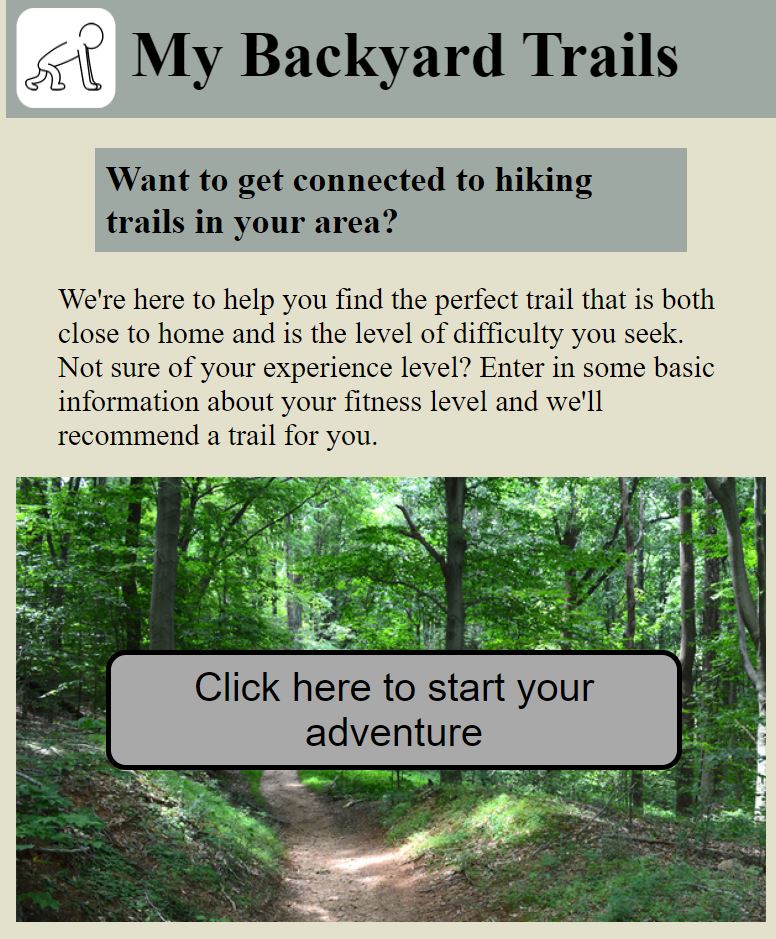 My Backyard Trails
Want to get connected to hiking
trails in your area?
We're here to help you find the perfect trail that is both
close to home and is the level of difficulty you seek.
Not sure of your experience level? Enter in some basic
information about your fitness level and we'll
recommend a trail for you.
Click here to start your
adventure